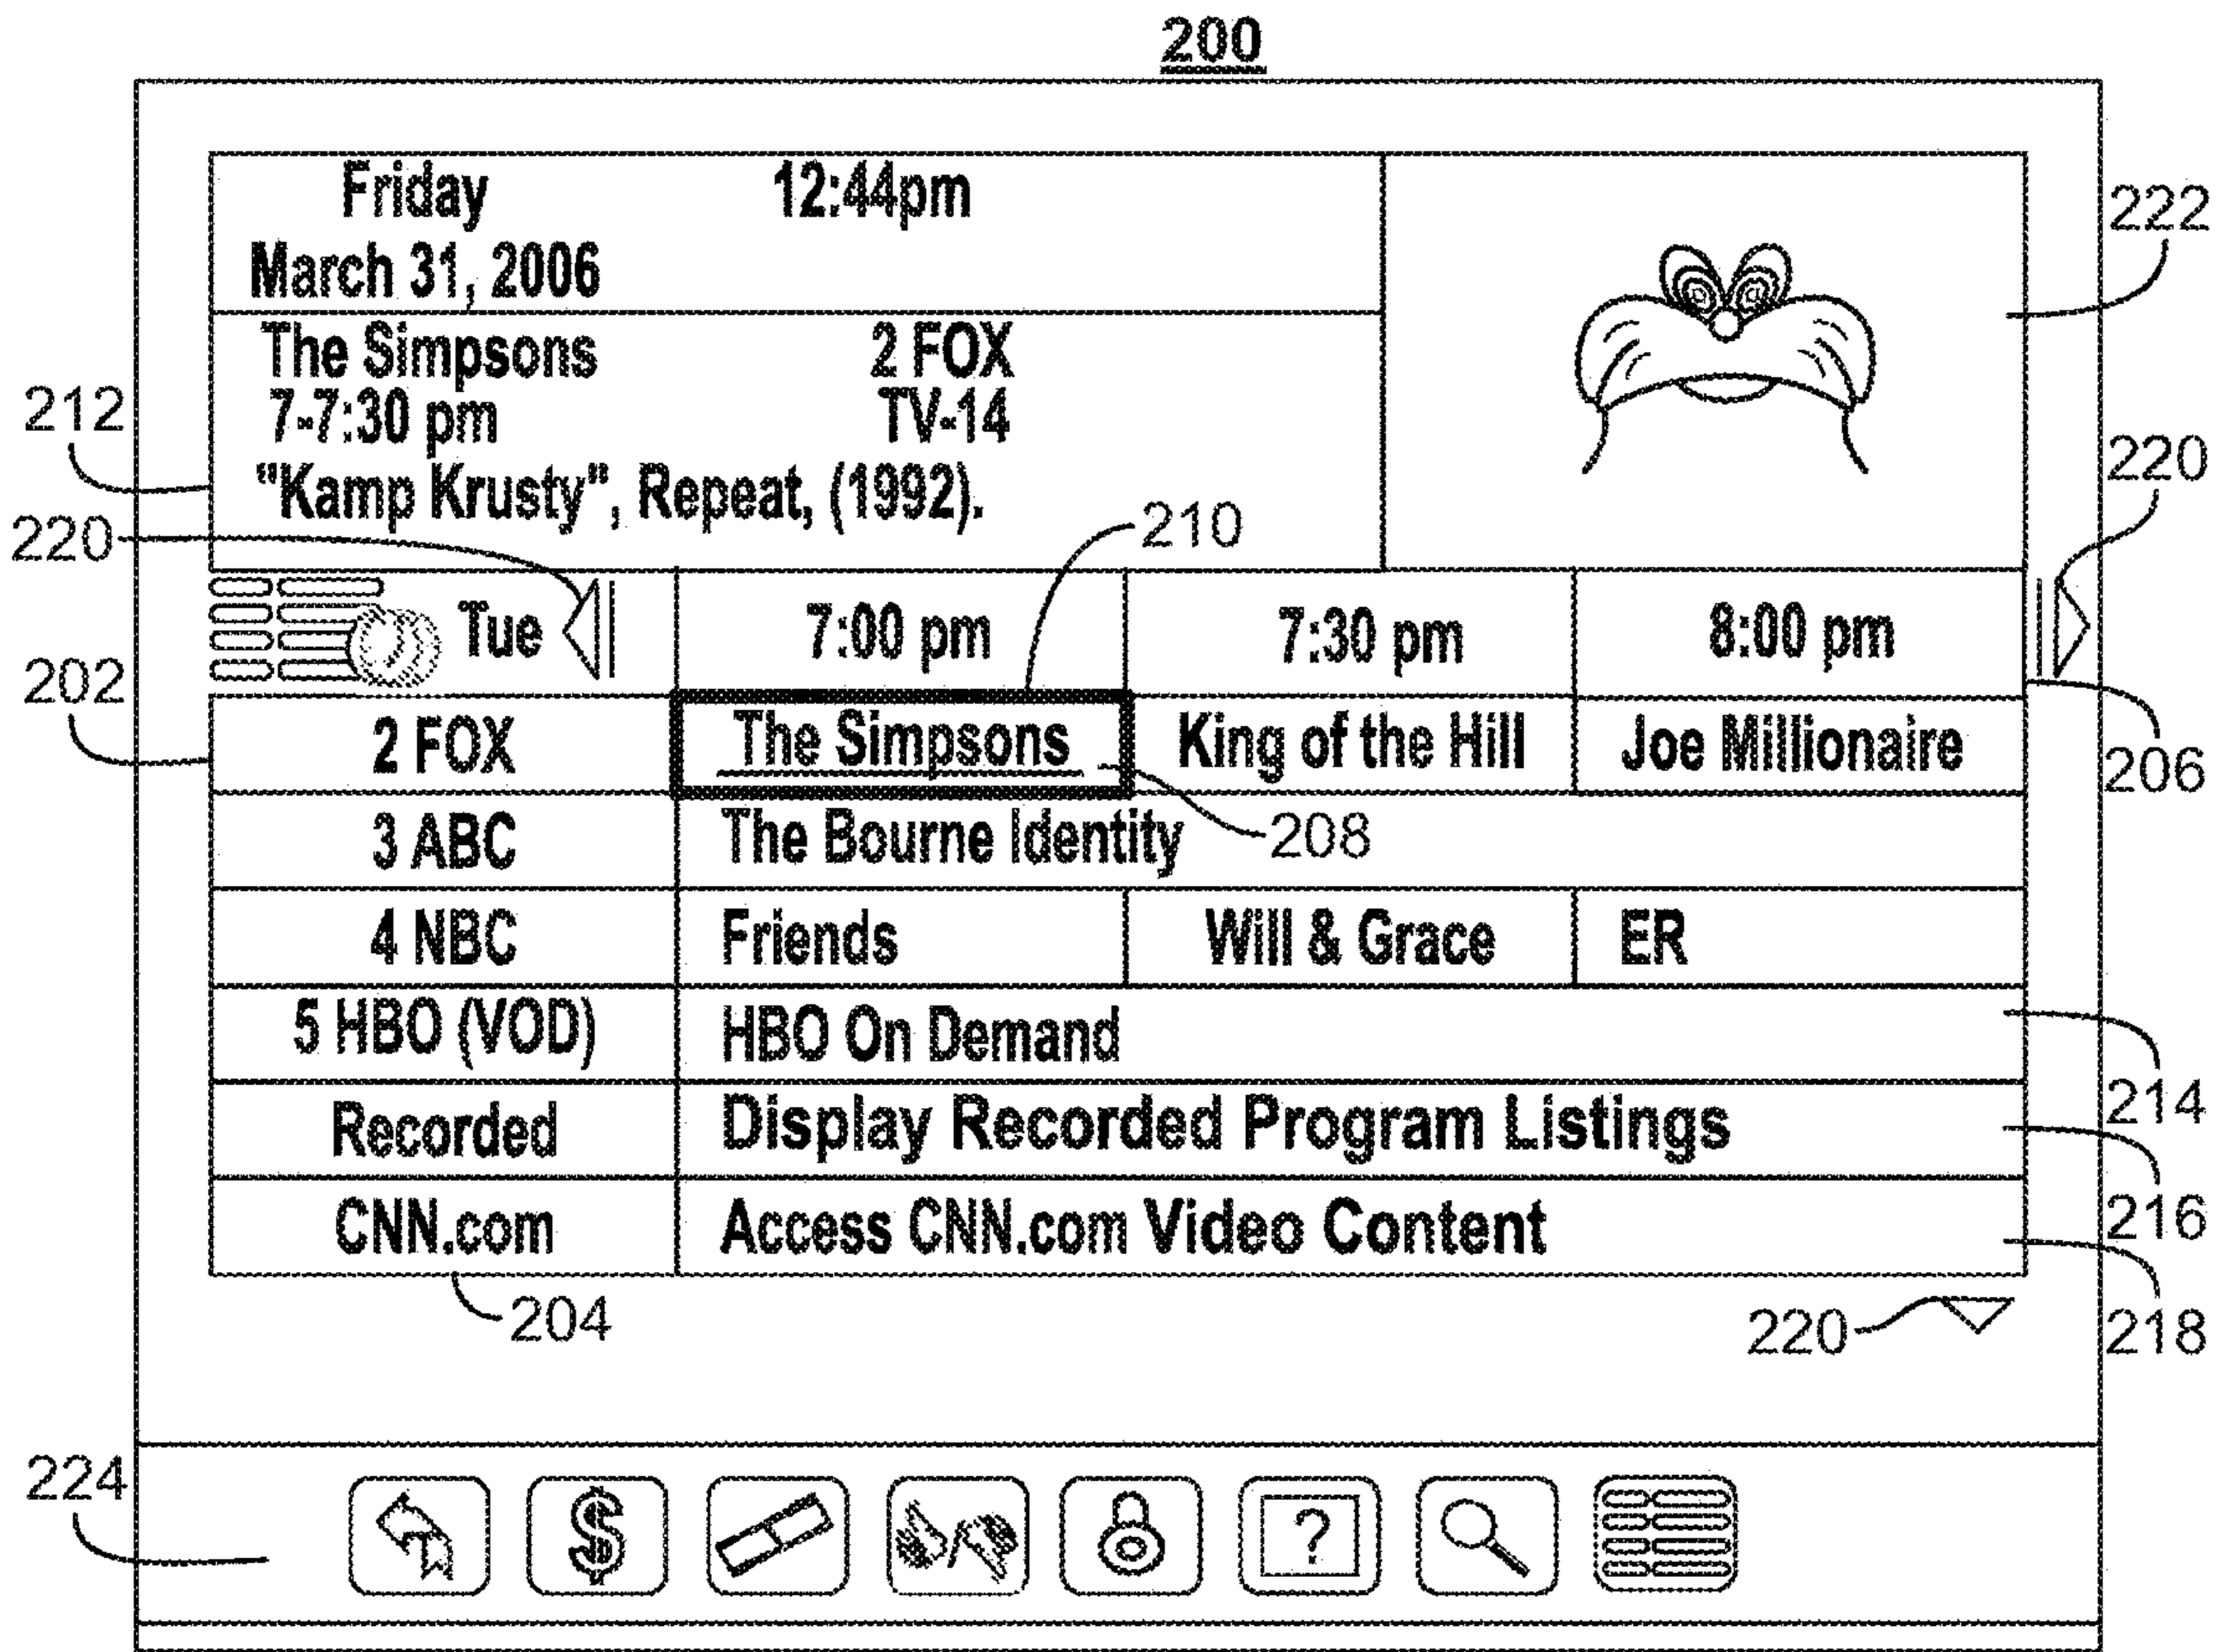 200
Friday 12:44pm
March 31, 2006
222
The Simpsons 2 FOX
212
7-7:30 pm TV-14
220
"Kamp Krusty", Repeat, (1992).
210
220
Tue 7:00 pm 7:30 pm 8:00 pm
202
2 FOX The Simpsons King of the Hill Joe Millionaire
206
3 ABC The Bourne Identity 208
4 NBC Friends Will & Grace ER
5 HBO (VOD) HBO On Demand
214
Recorded Display Recorded Program Listings
216
CNN.com Access CNN.com Video Content
204
220
218
224
$ ?